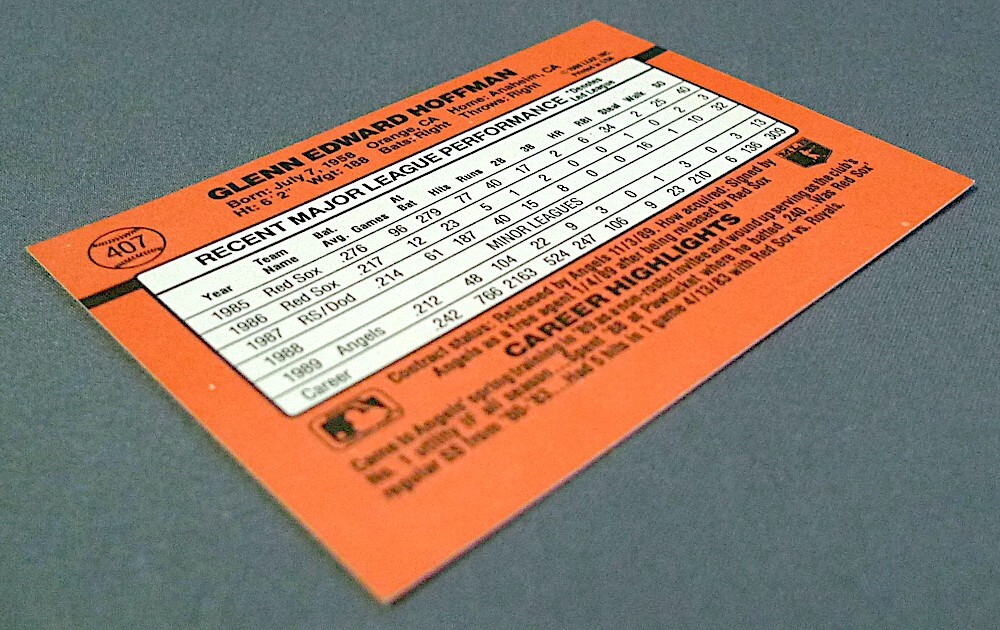 407
GLENN EDWARD HOFFMAN
Born: July 7, 1958 Orange, CA Home: Anaheim, CA
Ht: 6' 2" Wgt: 188 Bats: Right Throws: Right
LEAF, INC.
Printed in USA
RECENT MAJOR LEAGUE PERFORMANCE *Denotes Led League
Year Team Name Bat. Avg. Games At Bat Hits Runs 2B 3B HR RBI Steal Walk SO
1985 Red Sox .276 96 279 77 40 17 2 6 34 2 25 40
1986 Red Sox .217 12 23 5 1 2 0 0 1 0 2 3
1987 RS/Dod .214 61 187 40 15 8 0 0 16 1 10 32
1988 MINOR LEAGUES
1989 Angels .212 48 104 22 9 3 0 1 3 0 3 13
Career .242 766 2163 524 247 106 9 23 210 6 136 309
Contract status: Released by Angels 11/3/89. How acquired: Signed by
Angels as a free agent 1/4/89 after being released by Red Sox
CAREER HIGHLIGHTS
Came to Angels' spring training in '89 as a non-roster invitee and wound up serving as the club's
No. 1 utility IF all season ... Spent '88 at Pawtucket where he batted .240...Was Red Sox'
regular SS from '80-'83...Had 5 hits in 1 game 4/13/83 with Red Sox vs. Royals.